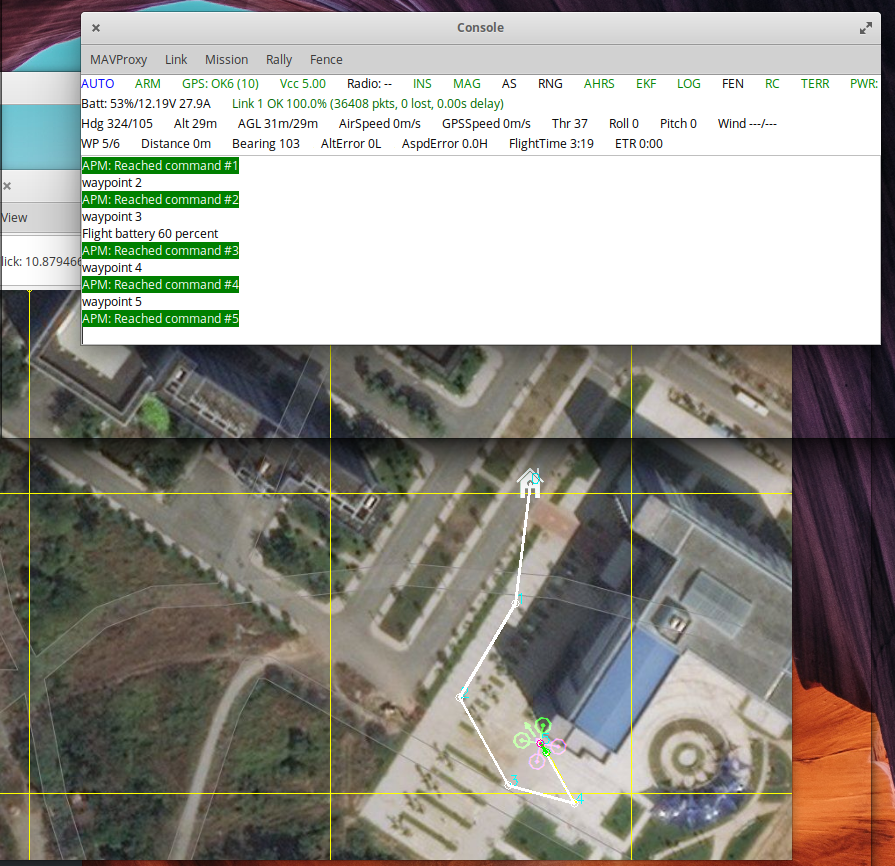 Console
MAVProxy Link Mission Rally Fence
AUTO ARM GPS: OK6 (10) Vcc 5.00 Radio: -- INS MAG AS RNG AHRS EKF LOG FEN RC TERR PWR:
Batt: 53%/12.19V 27.9A Link 1 OK 100.0% (36408 pkts, 0 lost, 0.00s delay)
Hdg 324/105 Alt 29m AGL 31m/29m AirSpeed 0m/s GPSSpeed 0m/s Thr 37 Roll 0 Pitch 0 Wind ---/---
WP 5/6 Distance 0m Bearing 103 AltError 0L AspdError 0.0H FlightTime 3:19 ETR 0:00
APM: Reached command #1
waypoint 2
APM: Reached command #2
waypoint 3
Flight battery 60 percent
APM: Reached command #3
waypoint 4
APM: Reached command #4
waypoint 5
APM: Reached command #5
View
lick: 10.879466
4